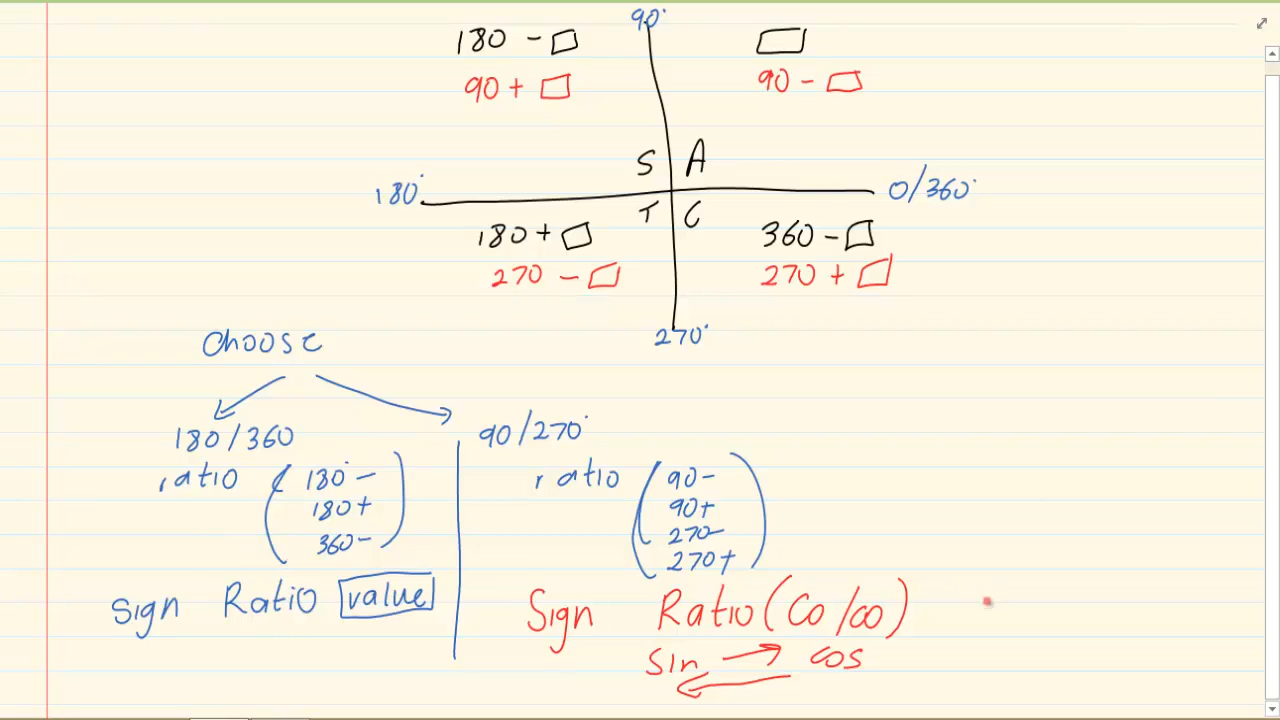 90°
180 - □
□
90 + □
90 - □
S A
180°
0/360°
T C
180 + □
360 - □
270 - □
270 + □
270°
Choose
180/360
90/270°
ratio ( 180°-
180+
360- )
ratio ( 90-
90+
270-
270+ )
Sign Ratio value
Sign Ratio (Co/co)
sin → cos
←